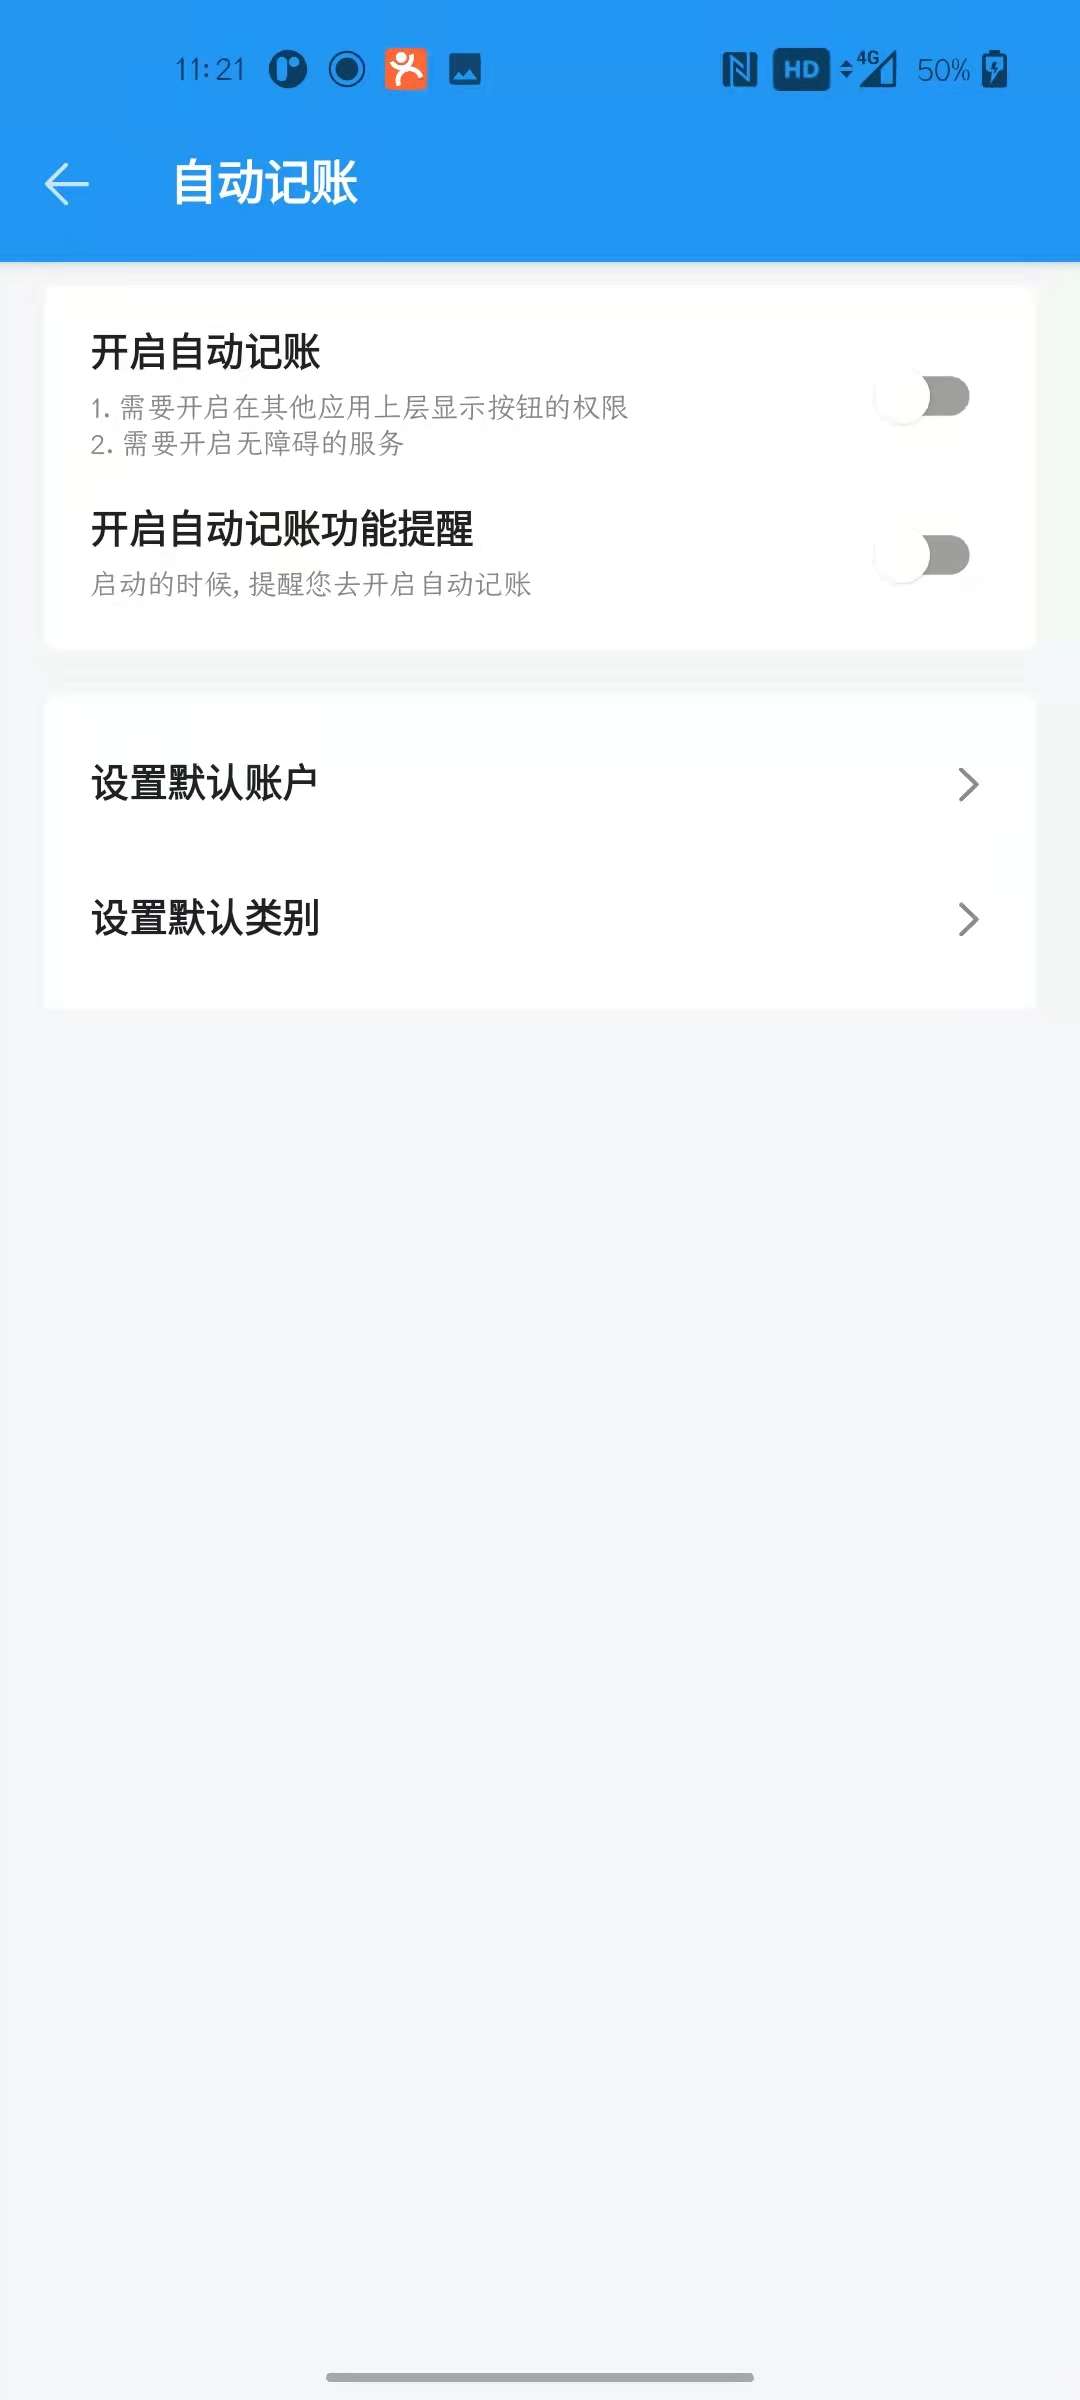 11:21
HD
4G
50%
自动记账
开启自动记账
1. 需要开启在其他应用上层显示按钮的权限
2. 需要开启无障碍的服务
开启自动记账功能提醒
启动的时候, 提醒您去开启自动记账
设置默认账户
设置默认类别